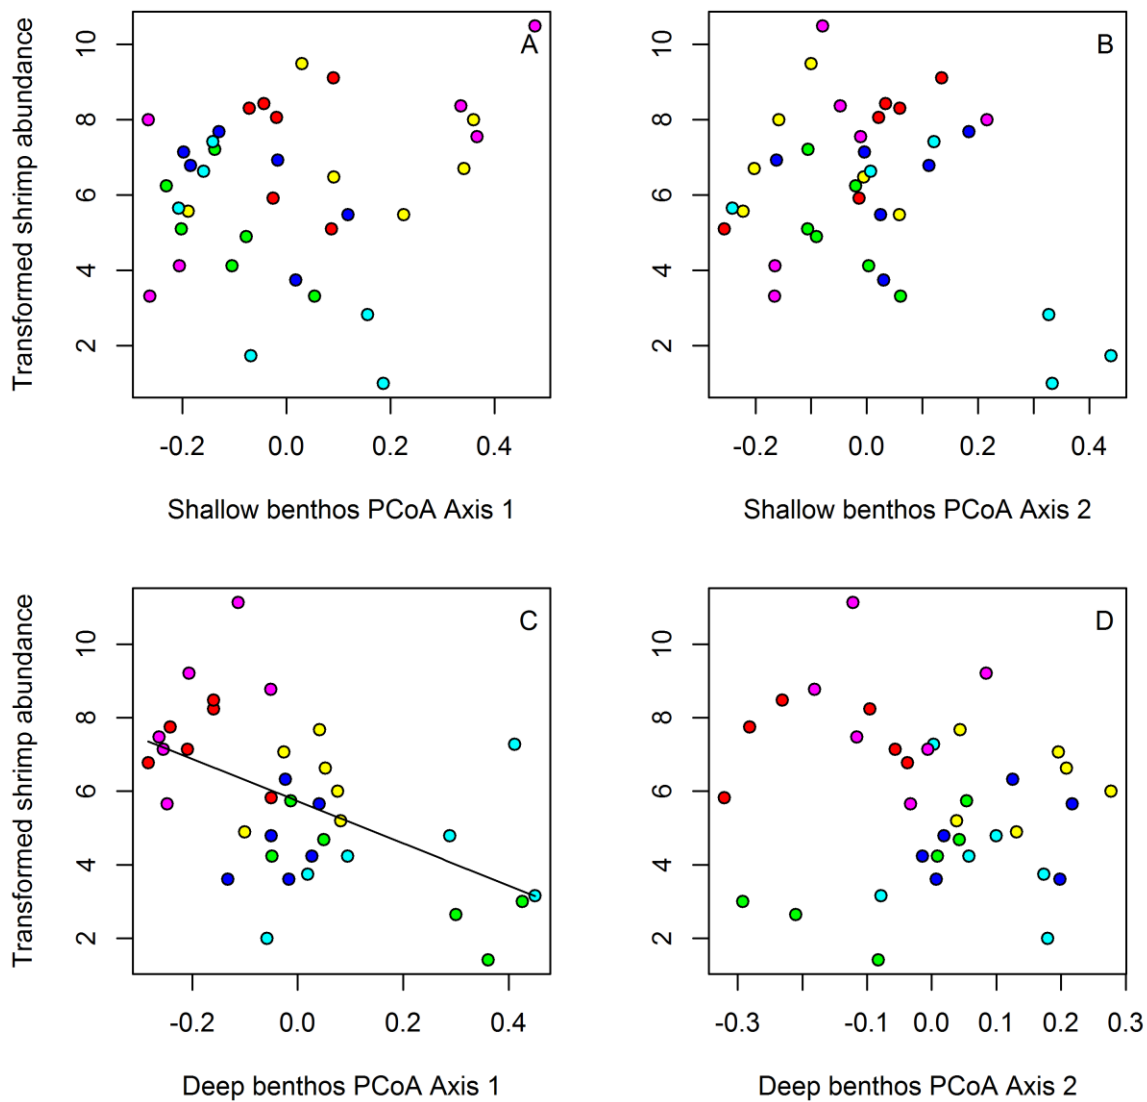 A
B
Transformed shrimp abundance
10
8
6
4
2
10
8
6
4
2
-0.2 0.0 0.2 0.4
-0.2 0.0 0.2 0.4
Shallow benthos PCoA Axis 1
Shallow benthos PCoA Axis 2
C
D
Transformed shrimp abundance
10
8
6
4
2
10
8
6
4
2
-0.2 0.0 0.2 0.4
-0.3 -0.1 0.0 0.1 0.2 0.3
Deep benthos PCoA Axis 1
Deep benthos PCoA Axis 2